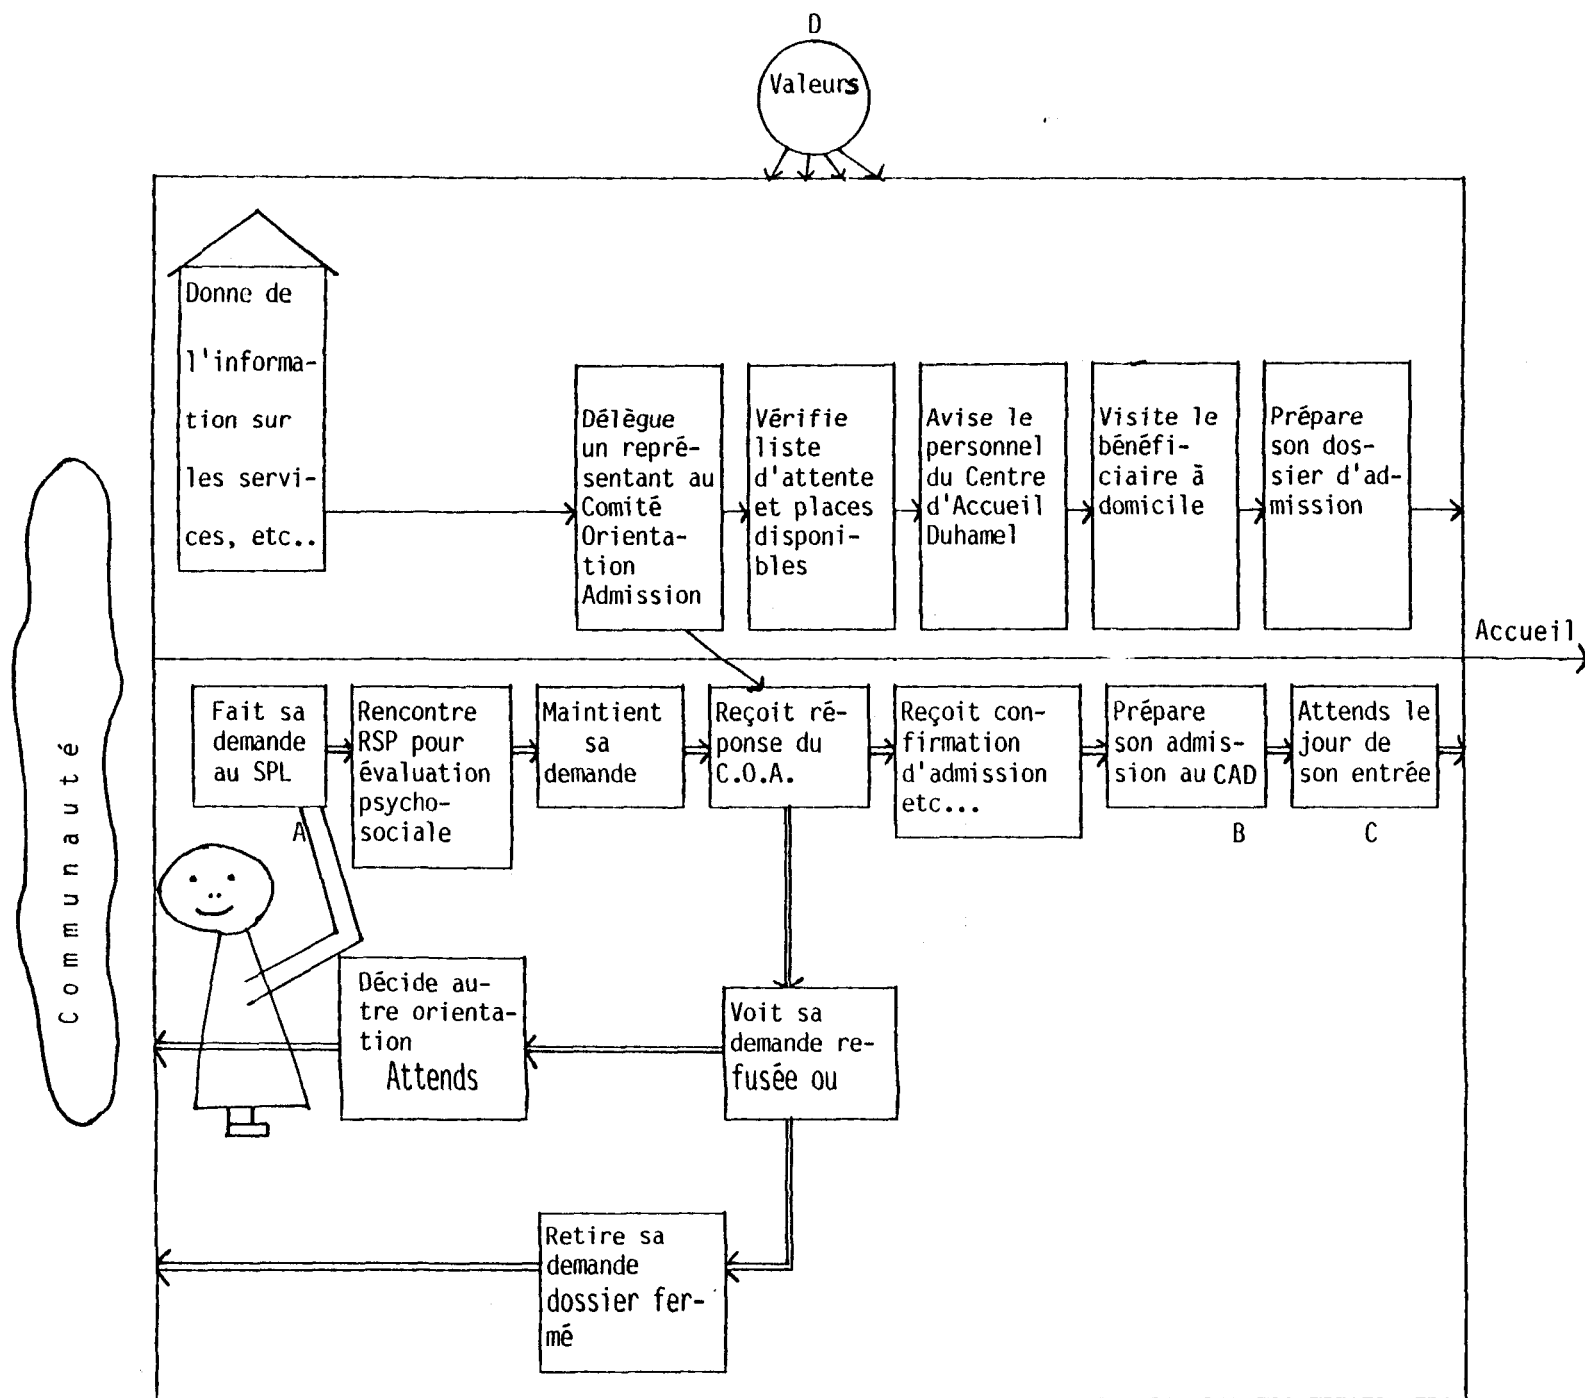 D
Valeurs
Donne de
l'informa-
tion sur
les servi-
ces, etc..
Délègue
un repré-
sentant au
Comité
Orienta-
tion
Admission
Vérifie
liste
d'attente
et places
disponi-
bles
Avise le
personnel
du Centre
d'Accueil
Duhamel
Visite le
bénéfi-
ciaire à
domicile
Prépare
son dos-
sier d'ad-
mission
Accueil
Communauté
Fait sa
demande
au SPL
A
Rencontre
RSP pour
évaluation
psycho-
sociale
Maintient
sa
demande
Reçoit ré-
ponse du
C.O.A.
Reçoit con-
firmation
d'admission
etc...
Prépare
son admis-
sion au CAD
B
Attends le
jour de
son entrée
C
Décide au-
tre orienta-
tion
Attends
Voit sa
demande re-
fusée ou
Retire sa
demande
dossier fer-
mé